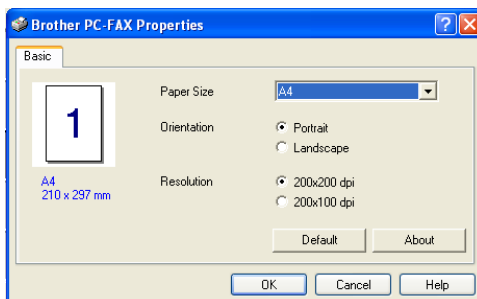 Brother PC-FAX Properties
Basic
1
Paper Size
A4
Orientation
Portrait
Landscape
A4
210 x 297 mm
Resolution
200x200 dpi
200x100 dpi
Default
About
OK
Cancel
Help